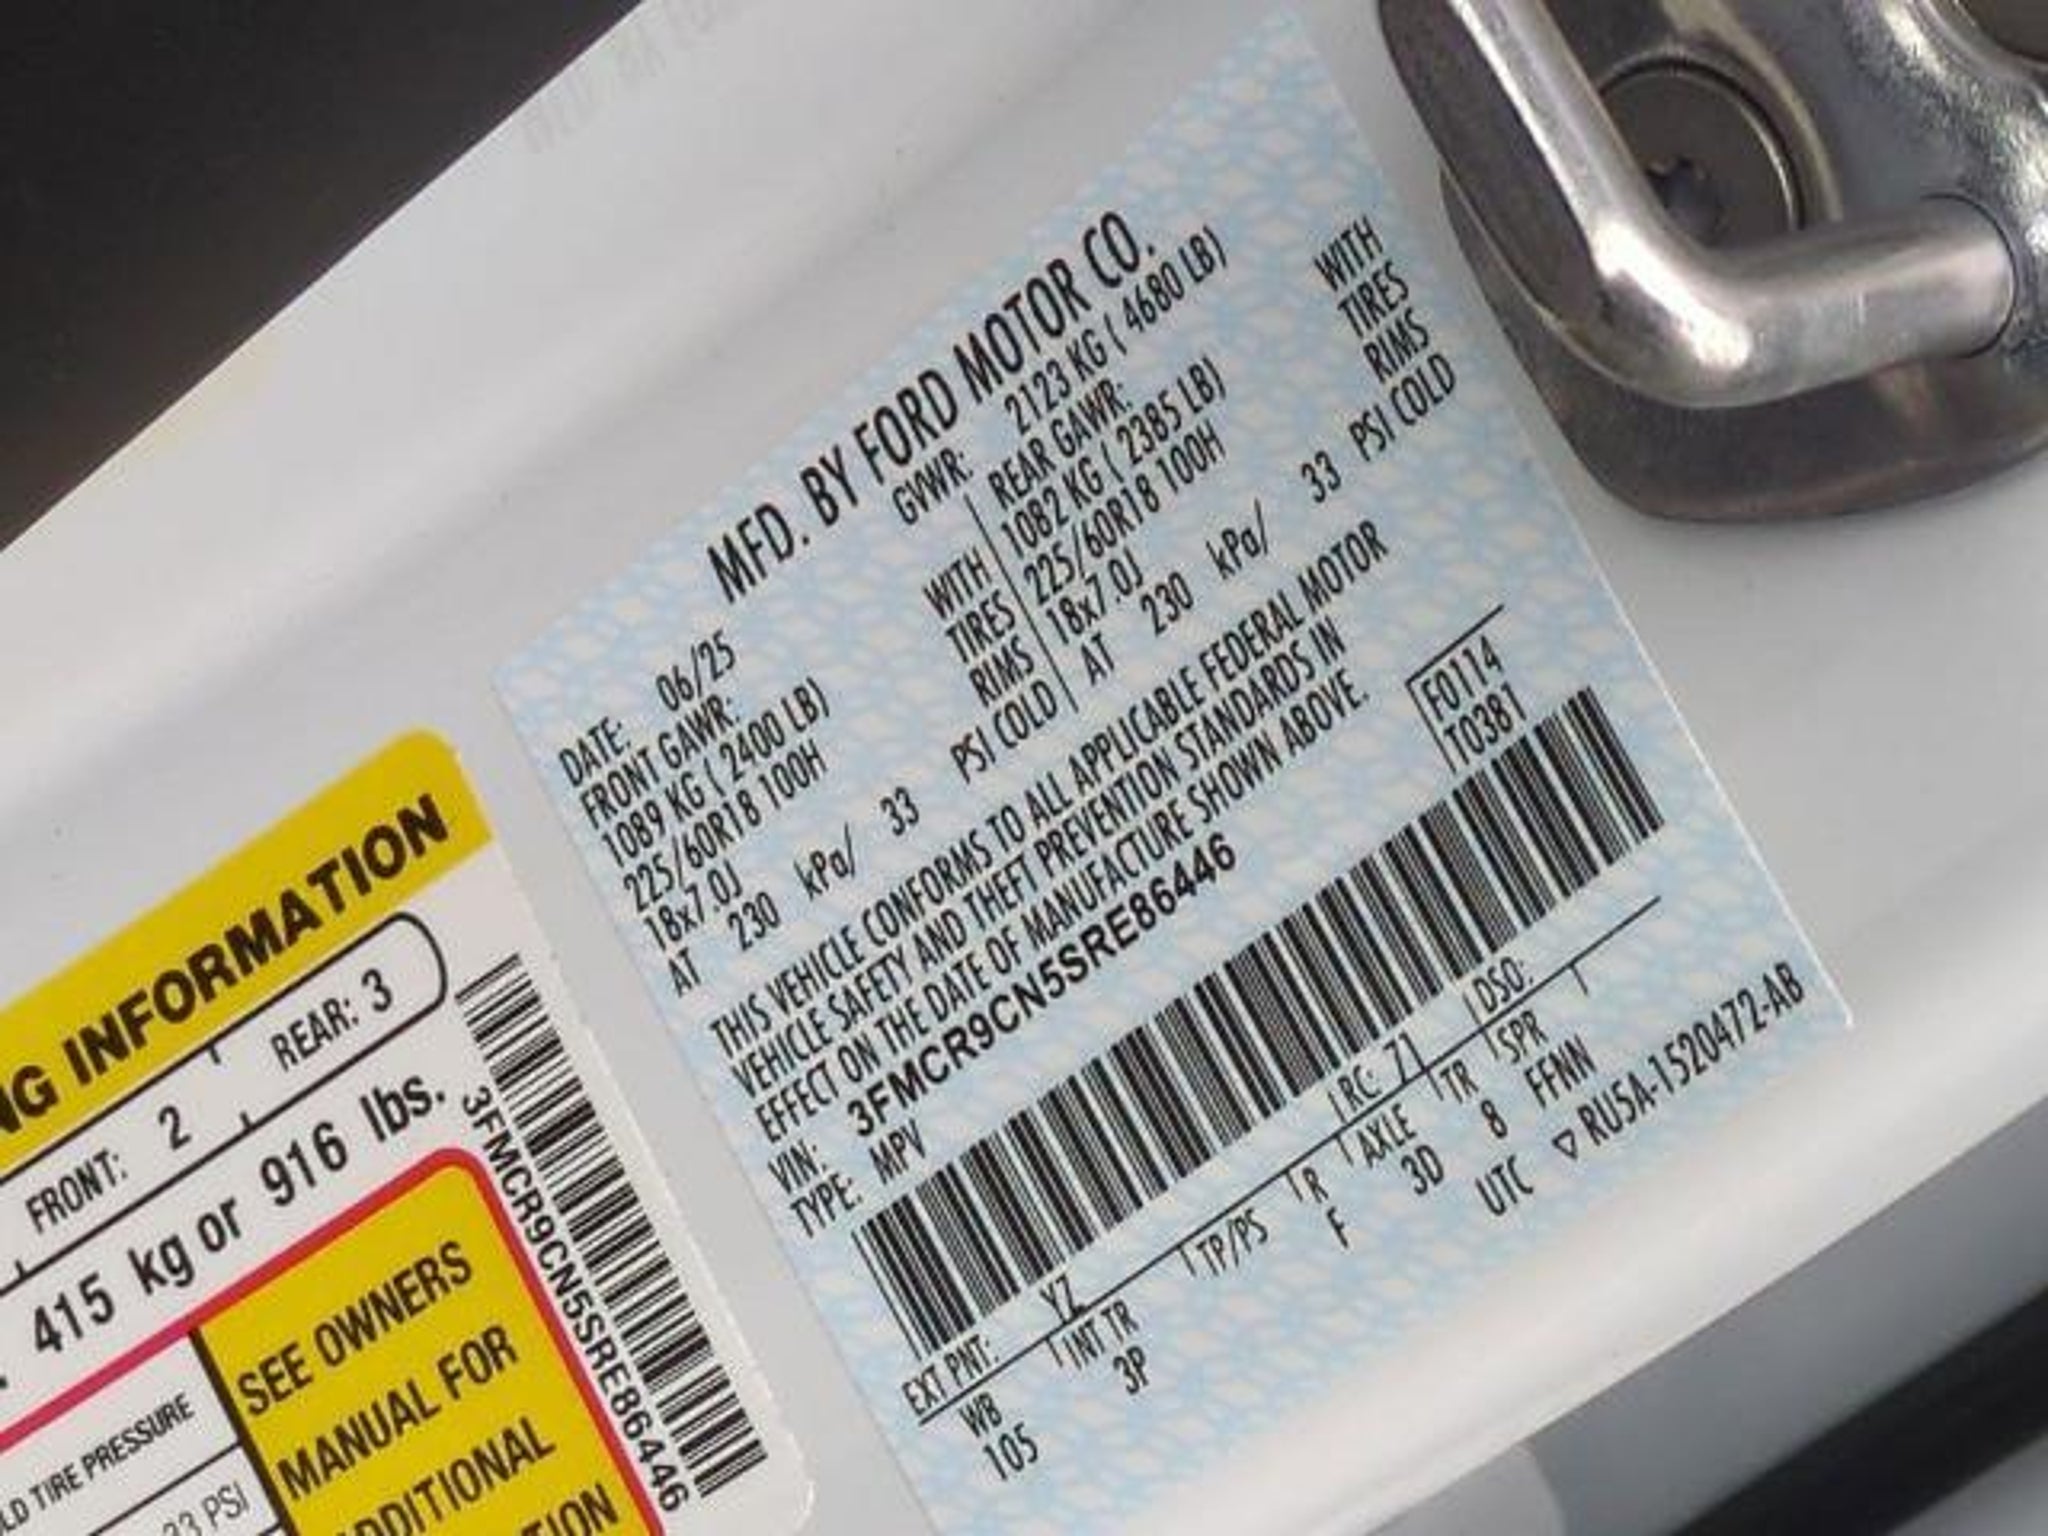 MFD. BY FORD MOTOR CO.
DATE: 06/25 GVWR: 2123 KG ( 4680 LB)
FRONT GAWR: REAR GAWR:
1089 KG ( 2400 LB) WITH 1082 KG ( 2385 LB) WITH
225/60R18 100H TIRES 225/60R18 100H TIRES
18x7.0J RIMS 18x7.0J RIMS
AT 230 kPa/ 33 PSI COLD AT 230 kPa/ 33 PSI COLD
THIS VEHICLE CONFORMS TO ALL APPLICABLE FEDERAL MOTOR
VEHICLE SAFETY AND THEFT PREVENTION STANDARDS IN
EFFECT ON THE DATE OF MANUFACTURE SHOWN ABOVE.
VIN: 3FMCR9CN5SRE86446 F0114
TYPE: MPV T0381
EXT PNT: YZ RC: 71 DSO:
WB INT TR TP/PS R AXLE TR SPR
105 3P F 3D 8 FFNN
UTC ▽ RU5A-1520472-AB
NG INFORMATION
FRONT: 2 REAR: 3
415 kg or 916 lbs.
LD TIRE PRESSURE
33 PSI
SEE OWNERS
MANUAL FOR
ADDITIONAL
TION
3FMCR9CN5SRE86446